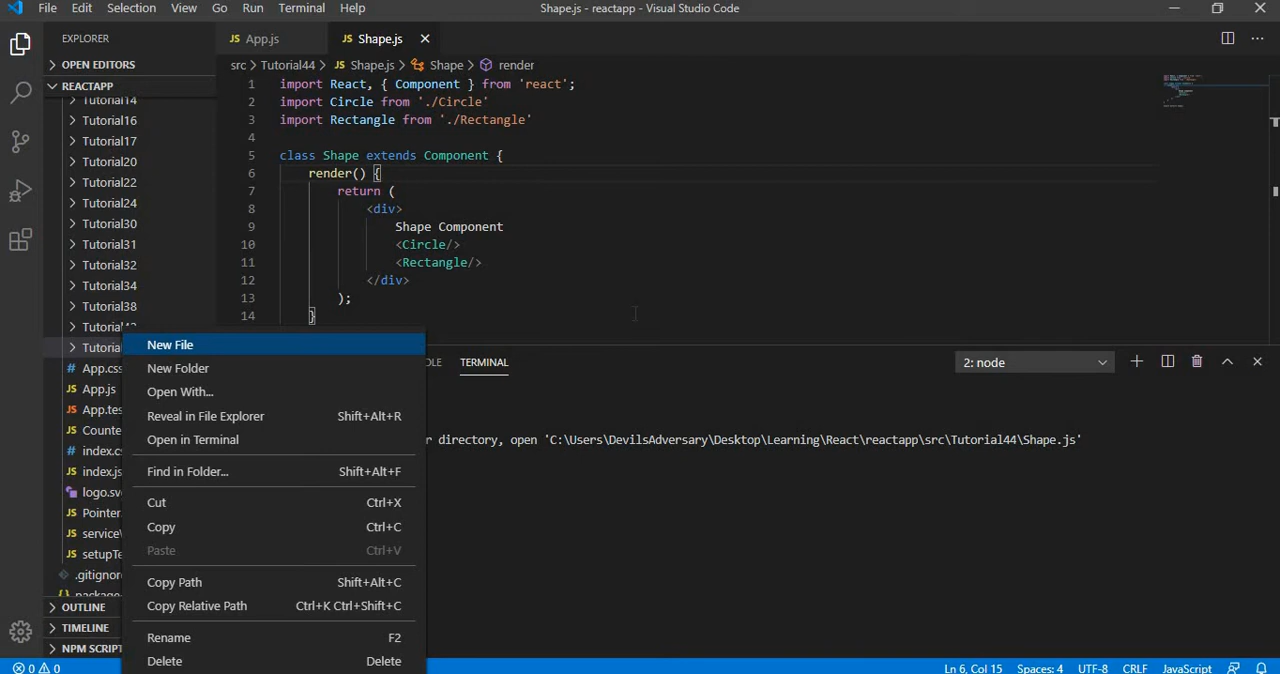 File Edit Selection View Go Run Terminal Help
Shape.js - reactapp - Visual Studio Code
EXPLORER
OPEN EDITORS
REACTAPP
Tutorial14
Tutorial16
Tutorial17
Tutorial20
Tutorial22
Tutorial24
Tutorial30
Tutorial31
Tutorial32
Tutorial34
Tutorial38
App.js
index.js
.gitignore
OUTLINE
TIMELINE
NPM SCRIPT
JS App.js
JS Shape.js
src > Tutorial44 > JS Shape.js > Shape > render
1 import React, { Component } from 'react';
2 import Circle from './Circle'
3 import Rectangle from './Rectangle'
4
5 class Shape extends Component {
6 render() {
7 return (
8 <div>
9 Shape Component
10 <Circle/>
11 <Rectangle/>
12 </div>
13 );
14 }
New File
New Folder
Open With...
Reveal in File Explorer Shift+Alt+R
Open in Terminal
Find in Folder... Shift+Alt+F
Cut Ctrl+X
Copy Ctrl+C
Paste Ctrl+V
Copy Path Shift+Alt+C
Copy Relative Path Ctrl+K Ctrl+Shift+C
Rename F2
Delete Delete
OLE TERMINAL
2: node
r directory, open 'C:\Users\DevilsAdversary\Desktop\Learning\React\reactapp\src\Tutorial44\Shape.js'
0 0
Ln 6, Col 15 Spaces: 4 UTF-8 CRLF JavaScript